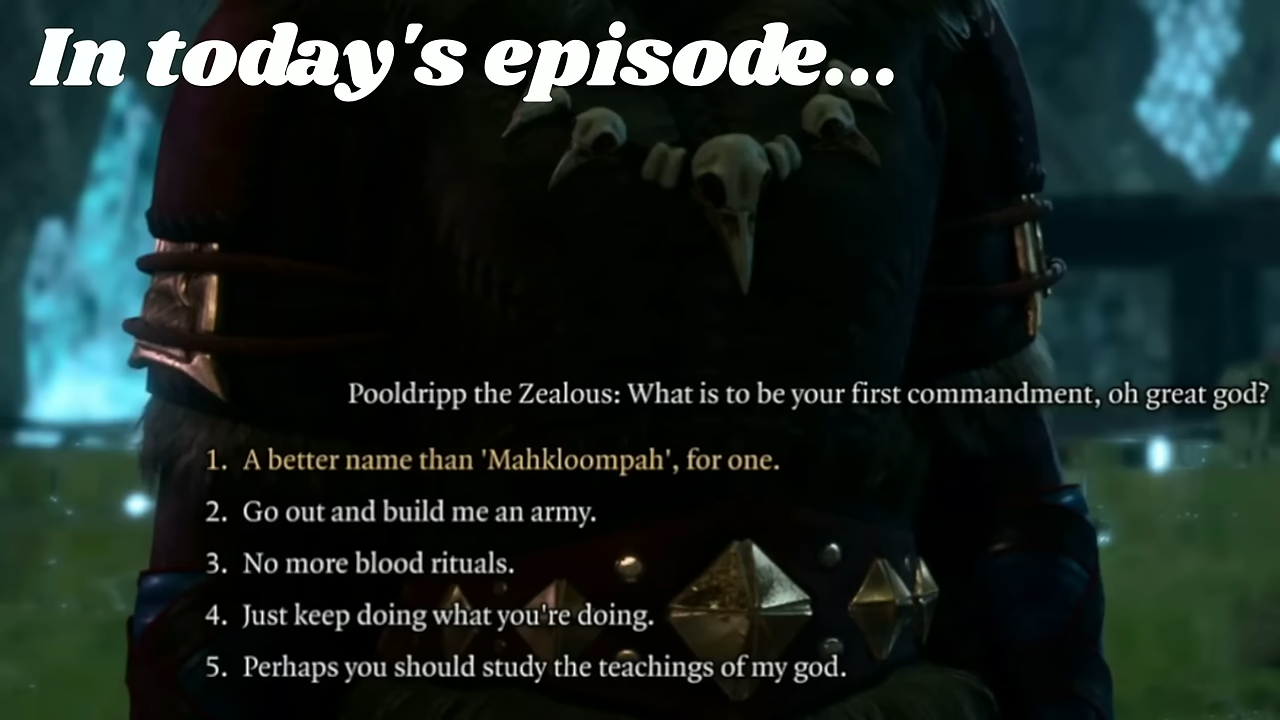 In today's episode...
Pooldripp the Zealous: What is to be your first commandment, oh great god?
1. A better name than 'Mahkloompah', for one.
2. Go out and build me an army.
3. No more blood rituals.
4. Just keep doing what you're doing.
5. Perhaps you should study the teachings of my god.